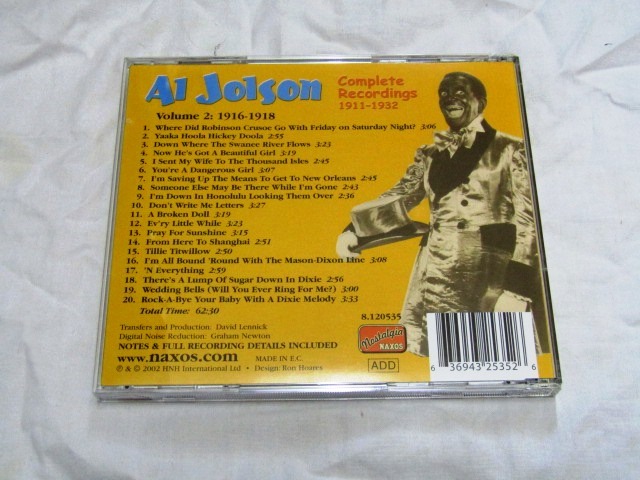 Al Jolson
Complete
Recordings
1911-1932
Volume 2: 1916-1918
1. Where Did Robinson Crusoe Go With Friday on Saturday Night? 3:06
2. Yaaka Hoola Hickey Doola 2:55
3. Down Where The Swanee River Flows 3:23
4. Now He's Got A Beautiful Girl 3:19
5. I Sent My Wife To The Thousand Isles 2:45
6. You're A Dangerous Girl 3:07
7. I'm Saving Up The Means To Get To New Orleans 2:45
8. Someone Else May Be There While I'm Gone 2:43
9. I'm Down In Honolulu Looking Them Over 2:36
10. Don't Write Me Letters 3:27
11. A Broken Doll 3:19
12. Ev'ry Little While 3:23
13. Pray For Sunshine 3:15
14. From Here To Shanghai 2:51
15. Tillie Titwillow 2:50
16. I'm All Bound 'Round With The Mason-Dixon Line 3:08
17. 'N Everything 2:59
18. There's A Lump Of Sugar Down In Dixie 2:56
19. Wedding Bells (Will You Ever Ring For Me?) 3:00
20. Rock-A-Bye Your Baby With A Dixie Melody 3:33
Total Time: 62:30
8.120535
Transfers and Production: David Lennick
Digital Noise Reduction: Graham Newton
NOTES & FULL RECORDING DETAILS INCLUDED
www.naxos.com MADE IN E.C.
℗ & © 2002 HNH International Ltd • Design: Ron Hoares
Nostalgia
NAXOS
ADD
6 36943 25352 6